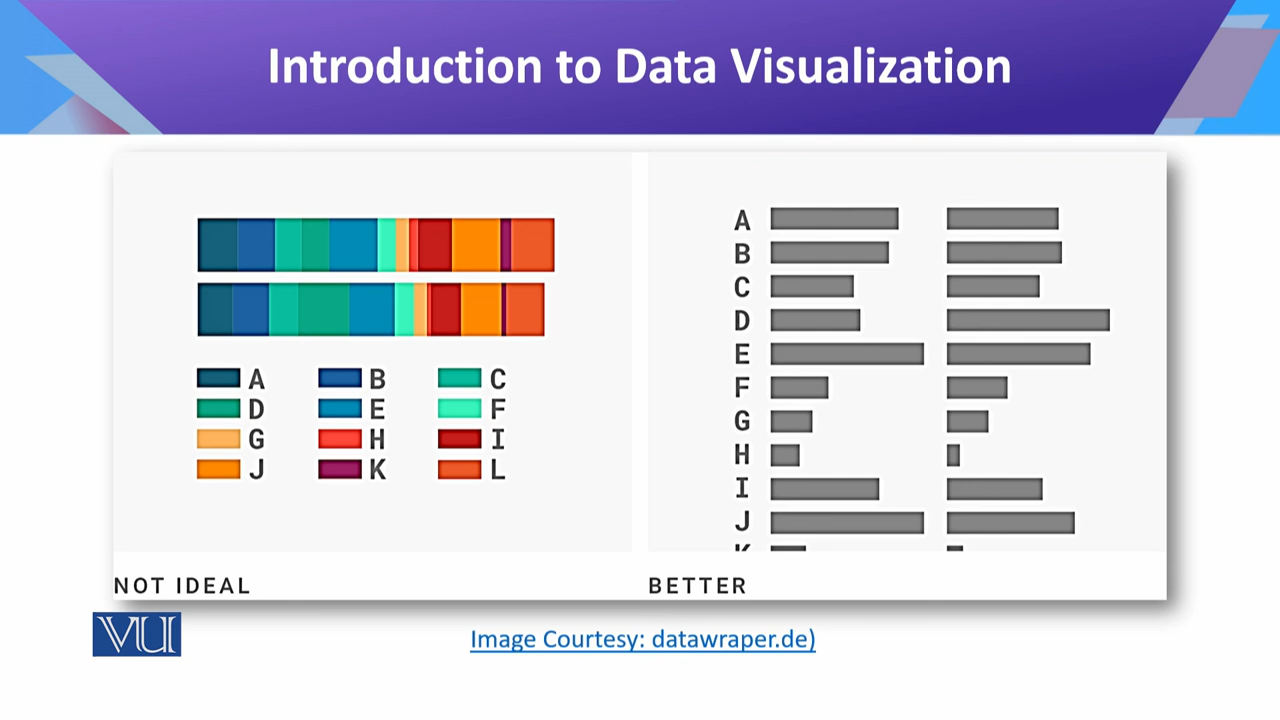 Introduction to Data Visualization
A B C
D E F
G H I
J K L
NOT IDEAL
A
B
C
D
E
F
G
H
I
J
K
BETTER
VU
Image Courtesy: datawraper.de)